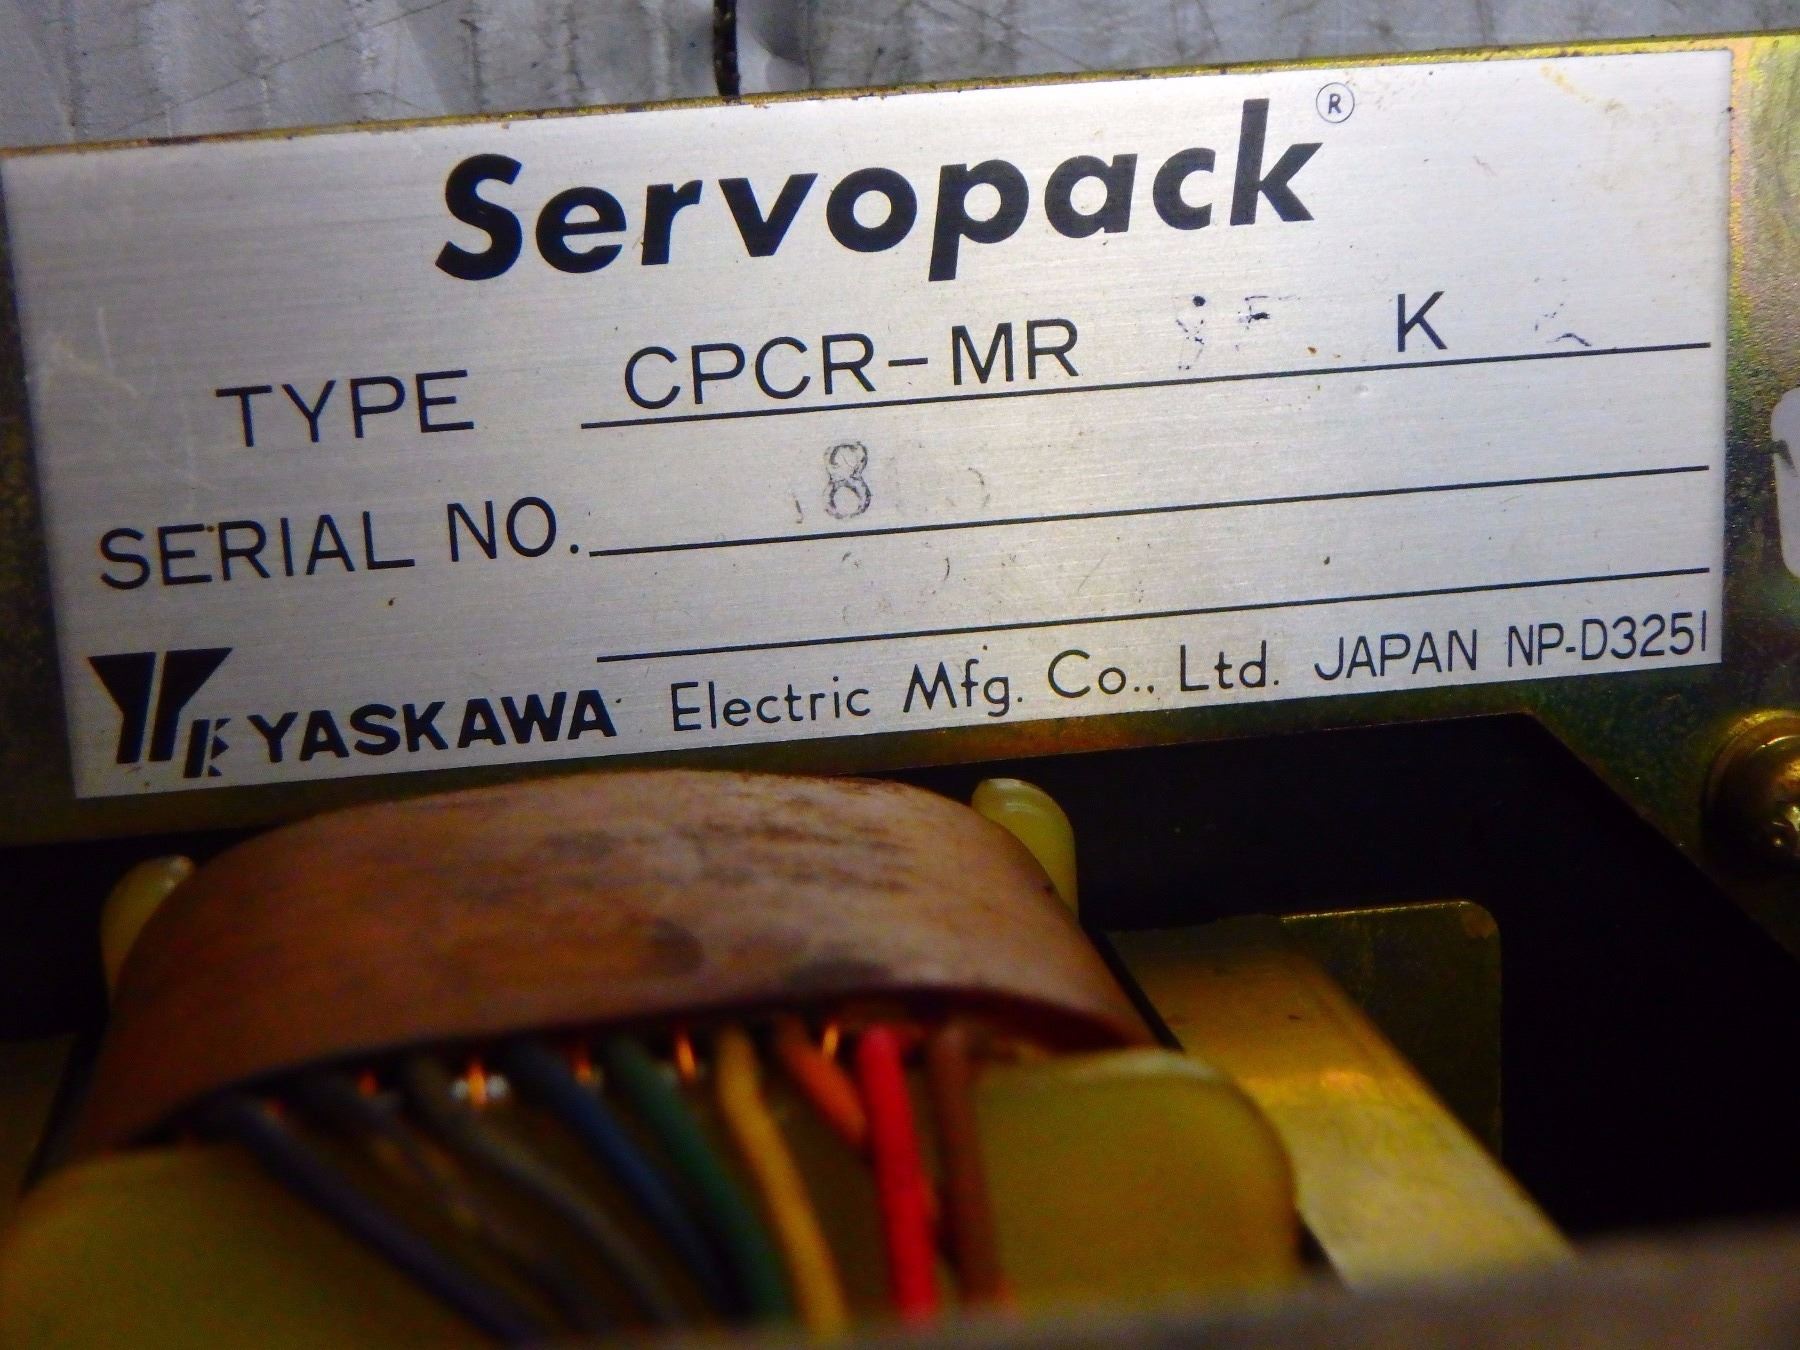 Servopack®
TYPE CPCR-MR K
SERIAL NO. 8
YASKAWA Electric Mfg. Co., Ltd. JAPAN NP-D3251